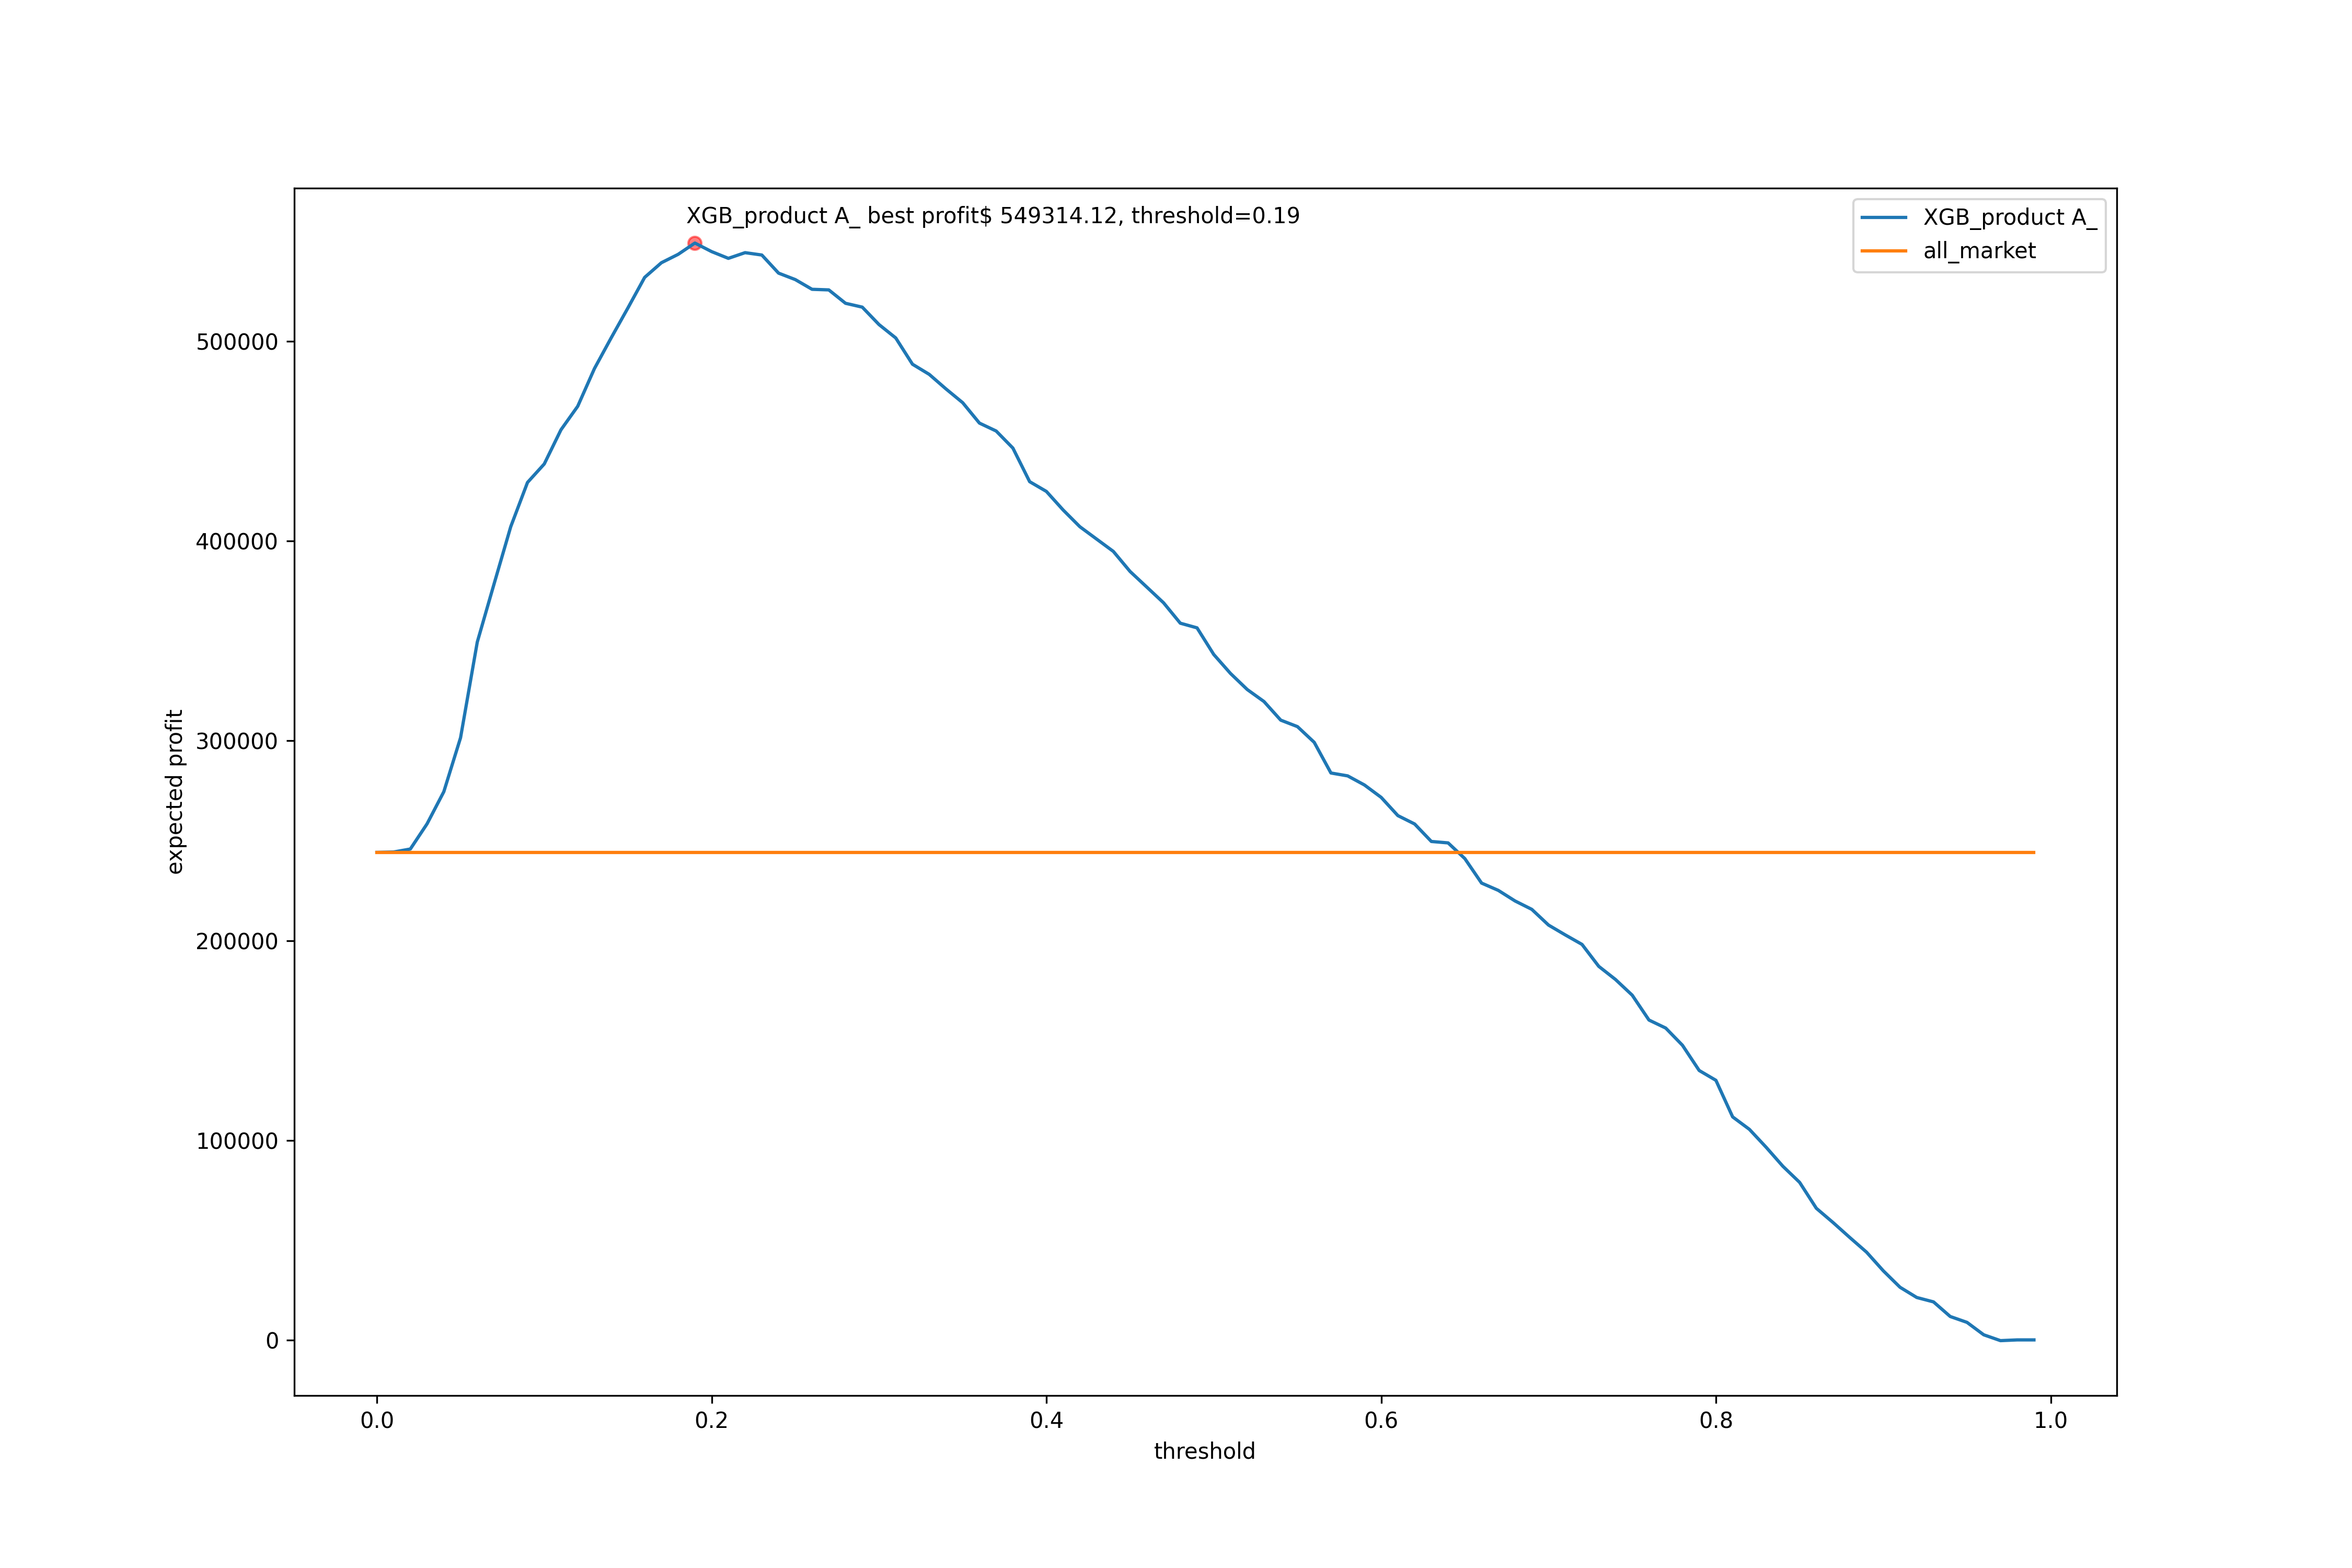 XGB_product A_ best profit$ 549314.12, threshold=0.19
XGB_product A_
all_market
expected profit
500000
400000
300000
200000
100000
0
0.0
0.2
0.4
0.6
0.8
1.0
threshold